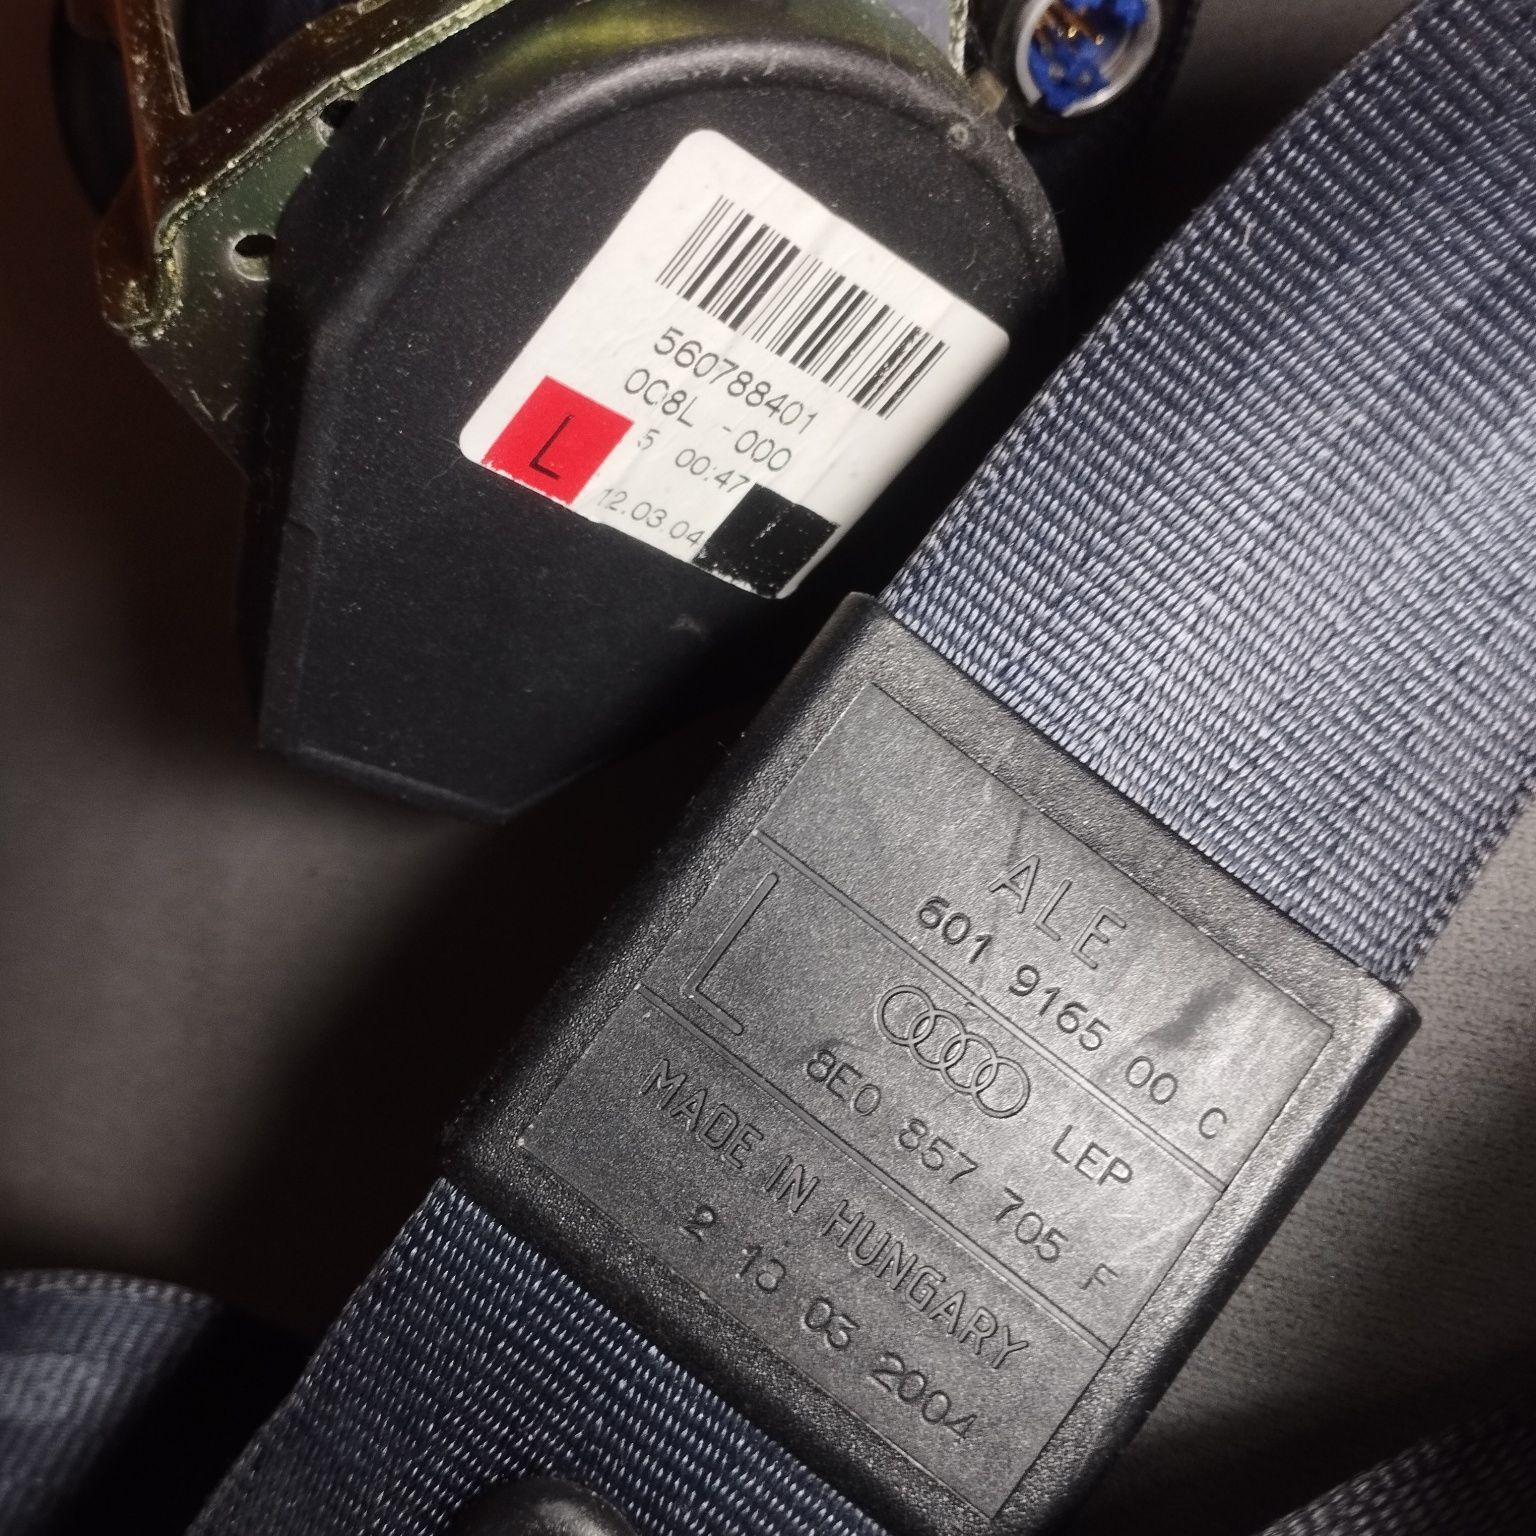 560788401
0C8L -000
5 00:47
L
12.03.04
ALE
601 9165 00 C
L
LEP
8E0 857 705 F
MADE IN HUNGARY
2 13 05 2004